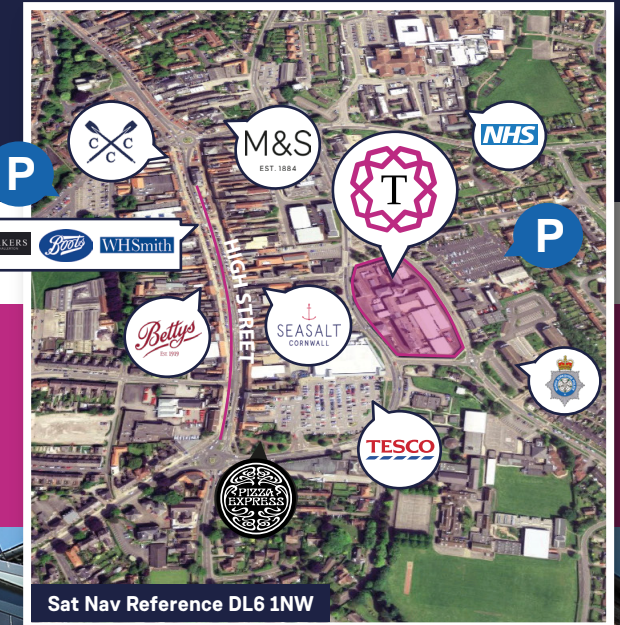 C C
C
M&S
EST. 1884
NHS
T
P
P
KERS
Boots
WHSmith
HIGH STREET
Bettys
Est 1919
SEASALT
CORNWALL
TESCO
PIZZA
EXPRESS
Sat Nav Reference DL6 1NW